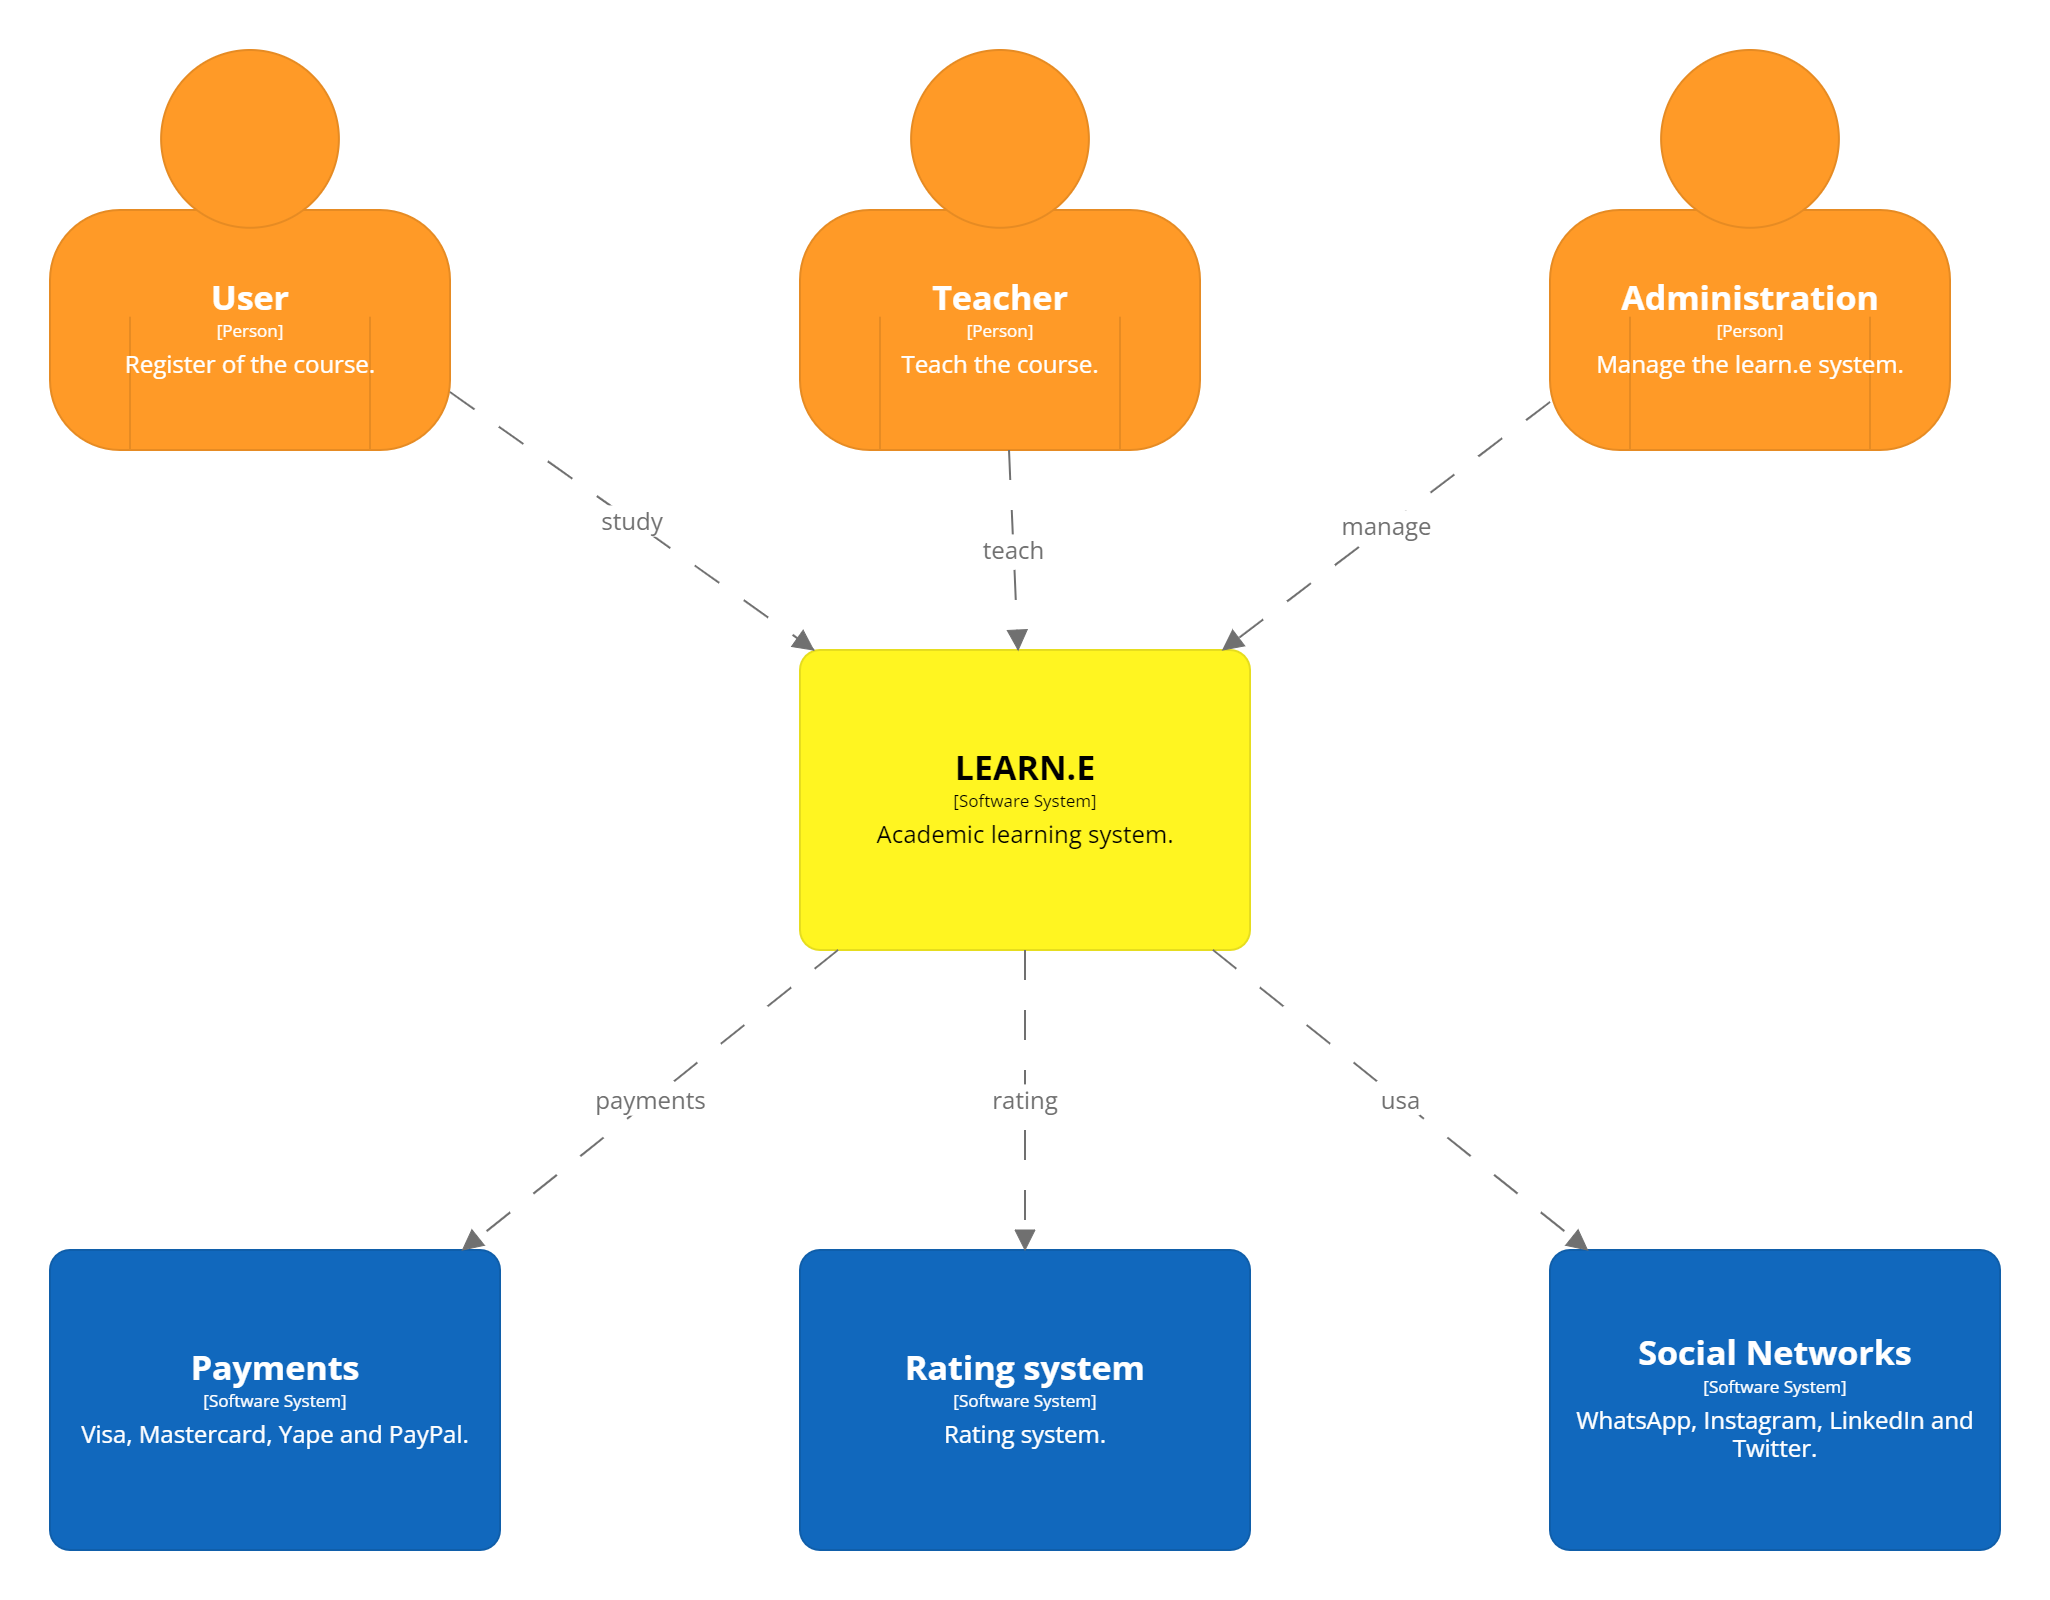 User
[Person]
Register of the course.
Teacher
[Person]
Teach the course.
Administration
[Person]
Manage the learn.e system.
study
teach
manage
LEARN.E
[Software System]
Academic learning system.
payments
rating
usa
Payments
[Software System]
Visa, Mastercard, Yape and PayPal.
Rating system
[Software System]
Rating system.
Social Networks
[Software System]
WhatsApp, Instagram, LinkedIn and
Twitter.